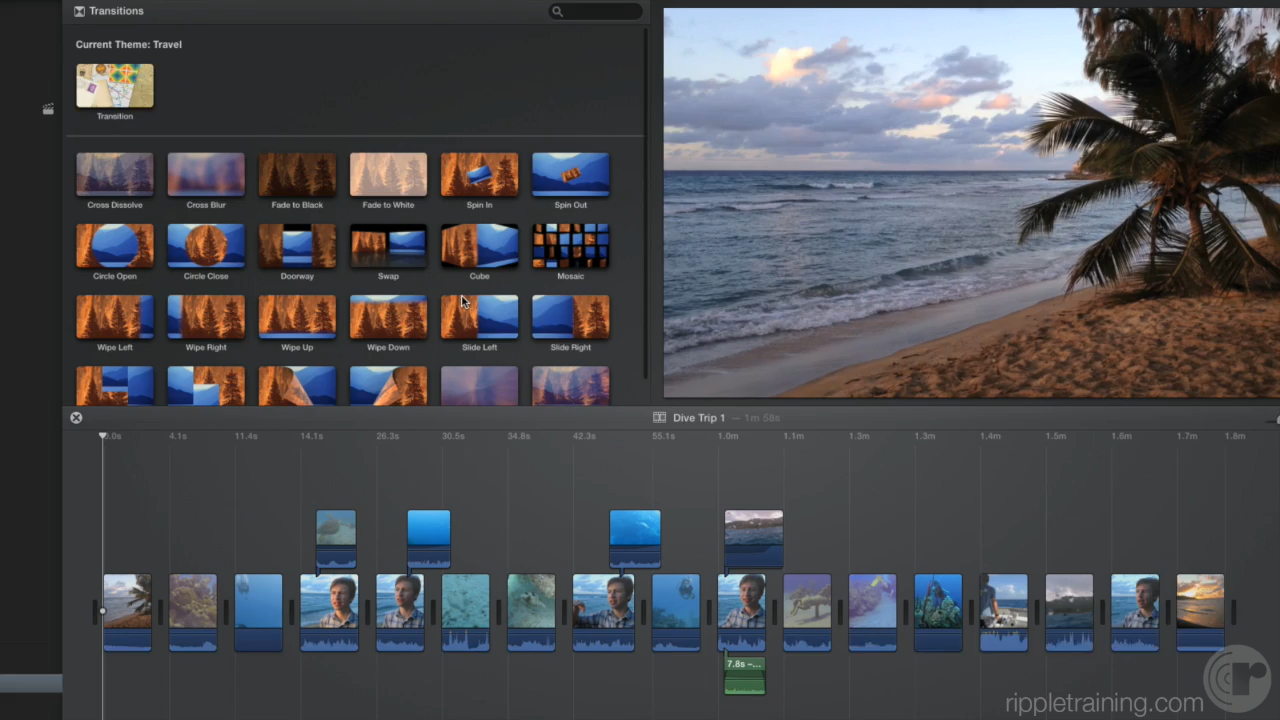 Transitions
Current Theme: Travel
Transition
Cross Dissolve Cross Blur Fade to Black Fade to White Spin In Spin Out
Circle Open Circle Close Doorway Swap Cube Mosaic
Wipe Left Wipe Right Wipe Up Wipe Down Slide Left Slide Right
Dive Trip 1 — 1m 58s
0.0s 4.1s 11.4s 14.1s 26.3s 30.5s 34.8s 42.3s 55.1s 1.0m 1.1m 1.3m 1.3m 1.4m 1.5m 1.6m 1.7m 1.8m
7.8s –...
rippletraining.com